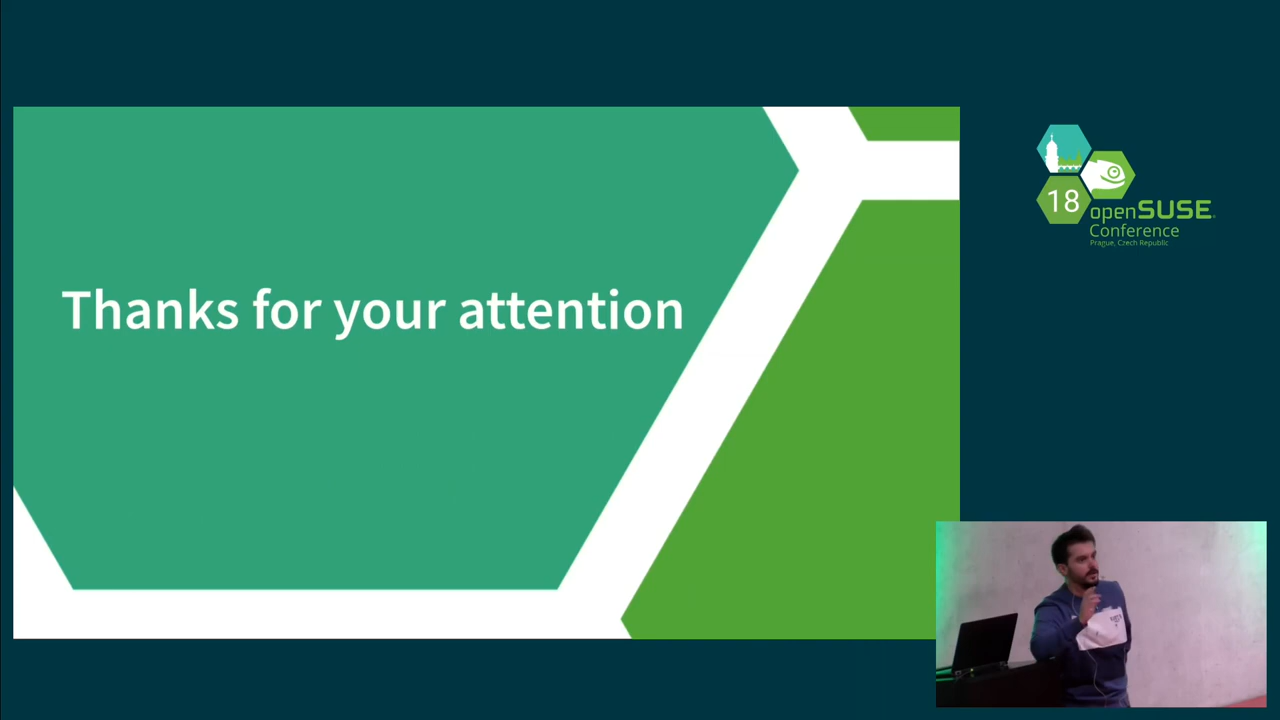 Thanks for your attention
18
openSUSE
Conference
Prague, Czech Republic